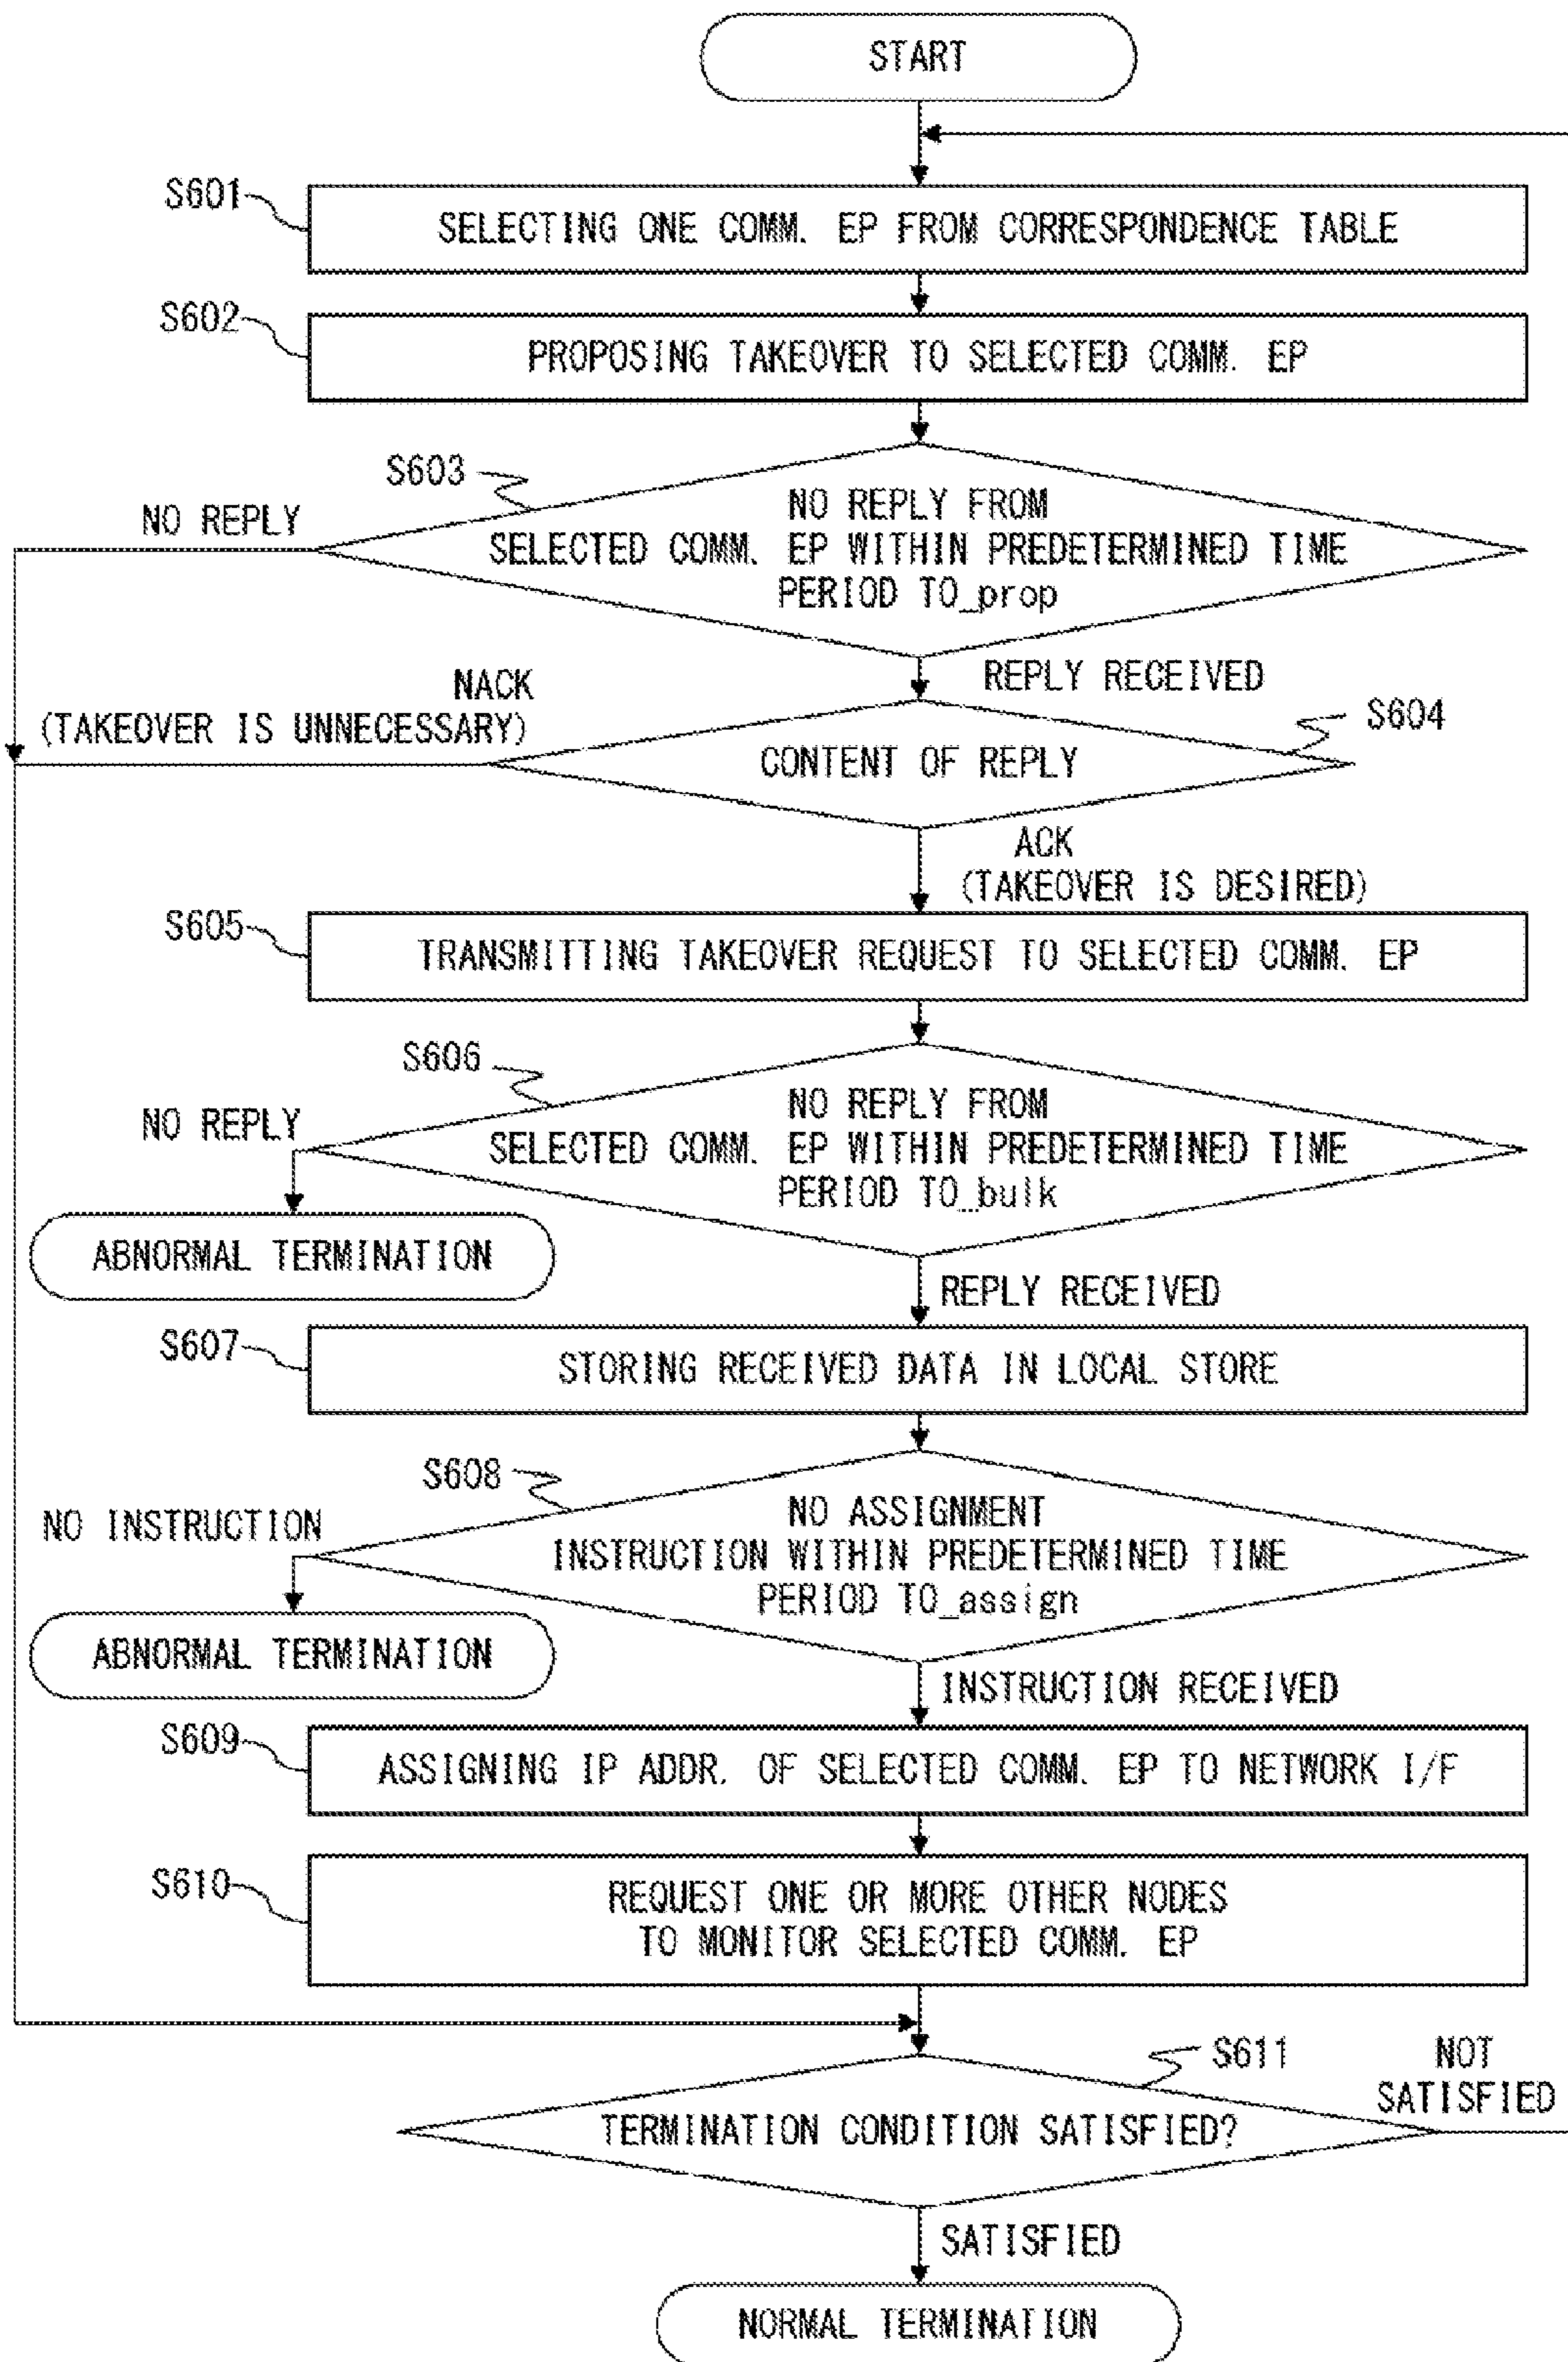 START
S601
SELECTING ONE COMM. EP FROM CORRESPONDENCE TABLE
S602
PROPOSING TAKEOVER TO SELECTED COMM. EP
S603
NO REPLY
NO REPLY FROM
SELECTED COMM. EP WITHIN PREDETERMINED TIME
PERIOD TO_prop
REPLY RECEIVED
NACK
(TAKEOVER IS UNNECESSARY)
S604
CONTENT OF REPLY
ACK
(TAKEOVER IS DESIRED)
S605
TRANSMITTING TAKEOVER REQUEST TO SELECTED COMM. EP
S606
NO REPLY
NO REPLY FROM
SELECTED COMM. EP WITHIN PREDETERMINED TIME
PERIOD TO_bulk
ABNORMAL TERMINATION
REPLY RECEIVED
S607
STORING RECEIVED DATA IN LOCAL STORE
S608
NO INSTRUCTION
NO ASSIGNMENT
INSTRUCTION WITHIN PREDETERMINED TIME
PERIOD TO_assign
ABNORMAL TERMINATION
INSTRUCTION RECEIVED
S609
ASSIGNING IP ADDR. OF SELECTED COMM. EP TO NETWORK I/F
S610
REQUEST ONE OR MORE OTHER NODES
TO MONITOR SELECTED COMM. EP
S611
NOT
SATISFIED
TERMINATION CONDITION SATISFIED?
SATISFIED
NORMAL TERMINATION